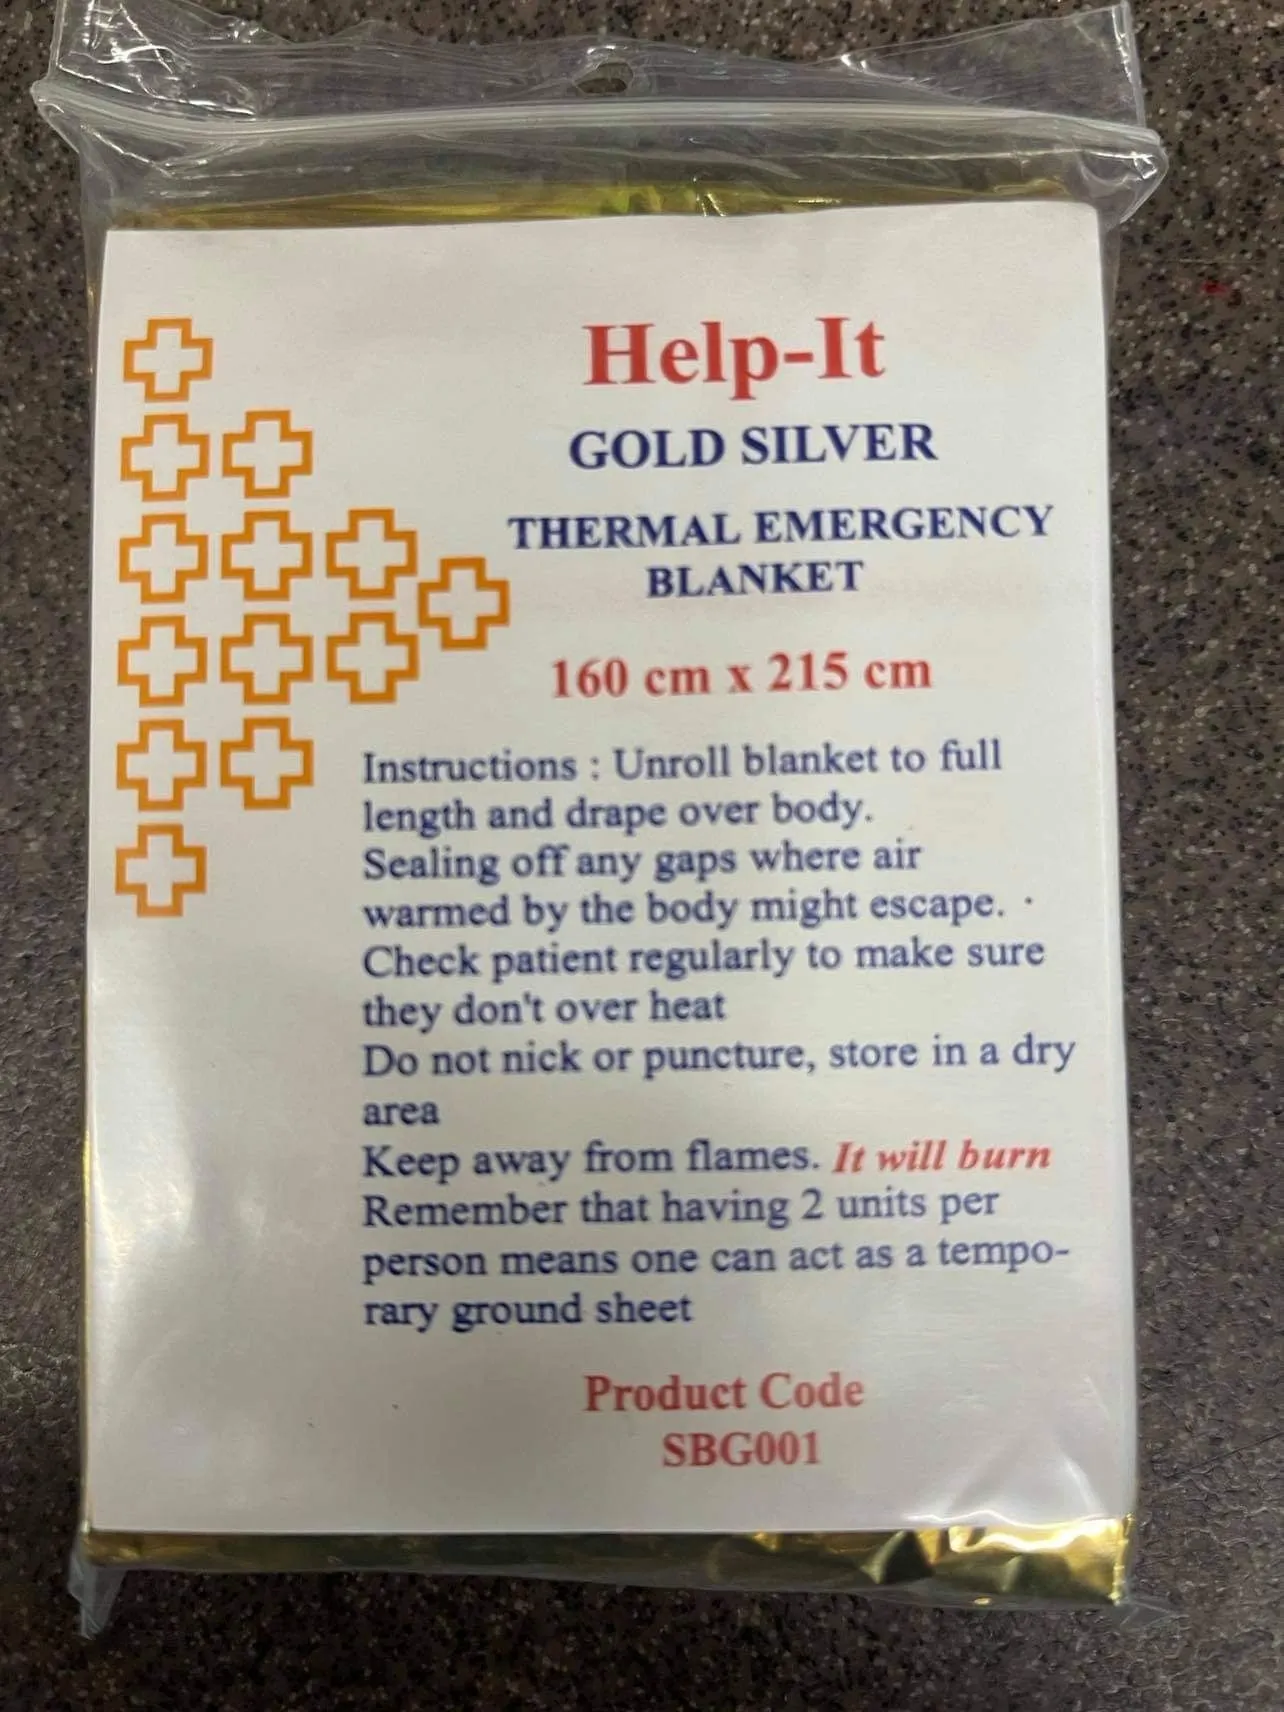 Help-It
GOLD SILVER
THERMAL EMERGENCY
BLANKET
160 cm x 215 cm
Instructions : Unroll blanket to full
length and drape over body.
Sealing off any gaps where air
warmed by the body might escape. ·
Check patient regularly to make sure
they don't over heat
Do not nick or puncture, store in a dry
area
Keep away from flames. It will burn
Remember that having 2 units per
person means one can act as a tempo-
rary ground sheet
Product Code
SBG001